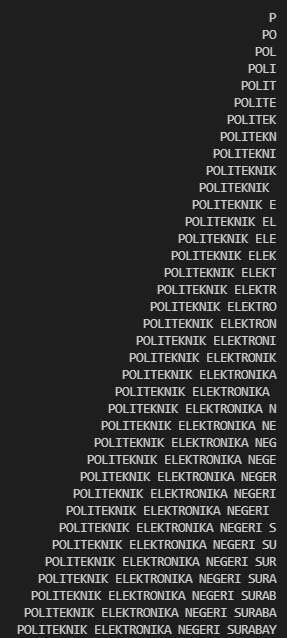 P
PO
POL
POLI
POLIT
POLITE
POLITEK
POLITEKN
POLITEKNI
POLITEKNIK
POLITEKNIK
POLITEKNIK E
POLITEKNIK EL
POLITEKNIK ELE
POLITEKNIK ELEK
POLITEKNIK ELEKT
POLITEKNIK ELEKTR
POLITEKNIK ELEKTRO
POLITEKNIK ELEKTRON
POLITEKNIK ELEKTRONI
POLITEKNIK ELEKTRONIK
POLITEKNIK ELEKTRONIKA
POLITEKNIK ELEKTRONIKA
POLITEKNIK ELEKTRONIKA N
POLITEKNIK ELEKTRONIKA NE
POLITEKNIK ELEKTRONIKA NEG
POLITEKNIK ELEKTRONIKA NEGE
POLITEKNIK ELEKTRONIKA NEGER
POLITEKNIK ELEKTRONIKA NEGERI
POLITEKNIK ELEKTRONIKA NEGERI
POLITEKNIK ELEKTRONIKA NEGERI S
POLITEKNIK ELEKTRONIKA NEGERI SU
POLITEKNIK ELEKTRONIKA NEGERI SUR
POLITEKNIK ELEKTRONIKA NEGERI SURA
POLITEKNIK ELEKTRONIKA NEGERI SURAB
POLITEKNIK ELEKTRONIKA NEGERI SURABA
POLITEKNIK ELEKTRONIKA NEGERI SURABAY